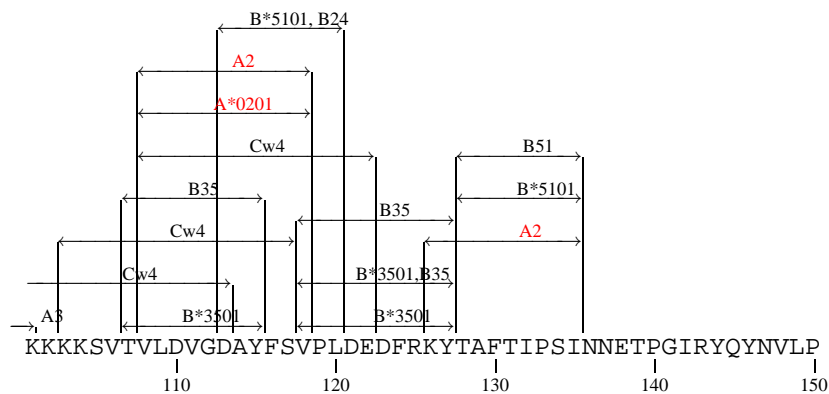 B*5101, B24
A2
A*0201
Cw4 B51
B35 B*5101
B35
Cw4 A2
Cw4 B*3501,B35
A3 B*3501 B*3501
KKKKSVTVLDVGDAYFSVPLDEDFRKYTAFTIPSINNETPGIRYQYNVLP
110 120 130 140 150